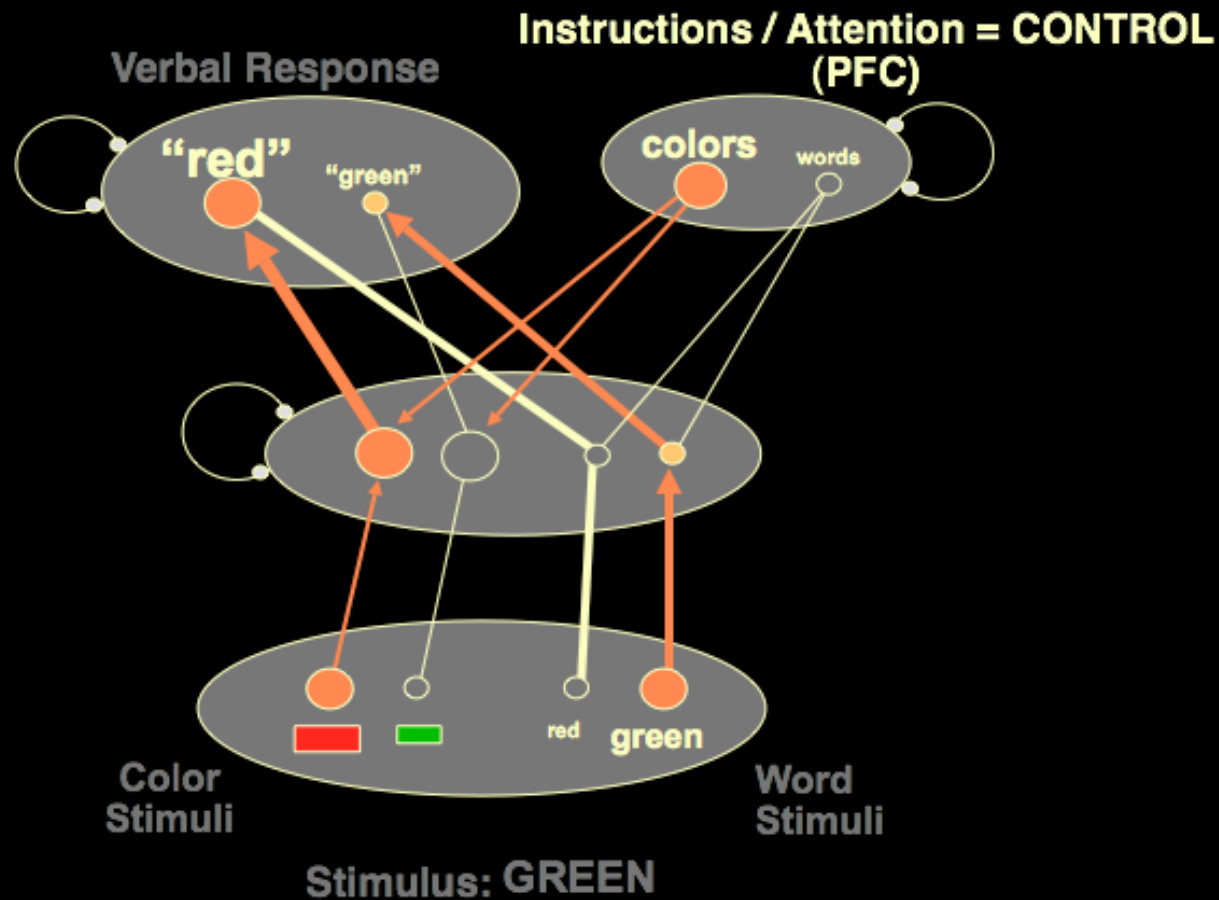 Instructions / Attention = CONTROL
(PFC)
Verbal Response
“red”
“green”
colors
words
red
green
Color
Stimuli
Word
Stimuli
Stimulus: GREEN